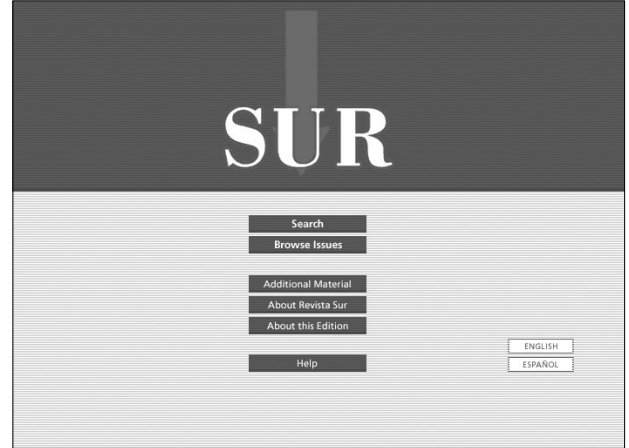 SUR
Search
Browse Issues
Additional Material
About Revista Sur
About this Edition
Help
ENGLISH
ESPAÑOL